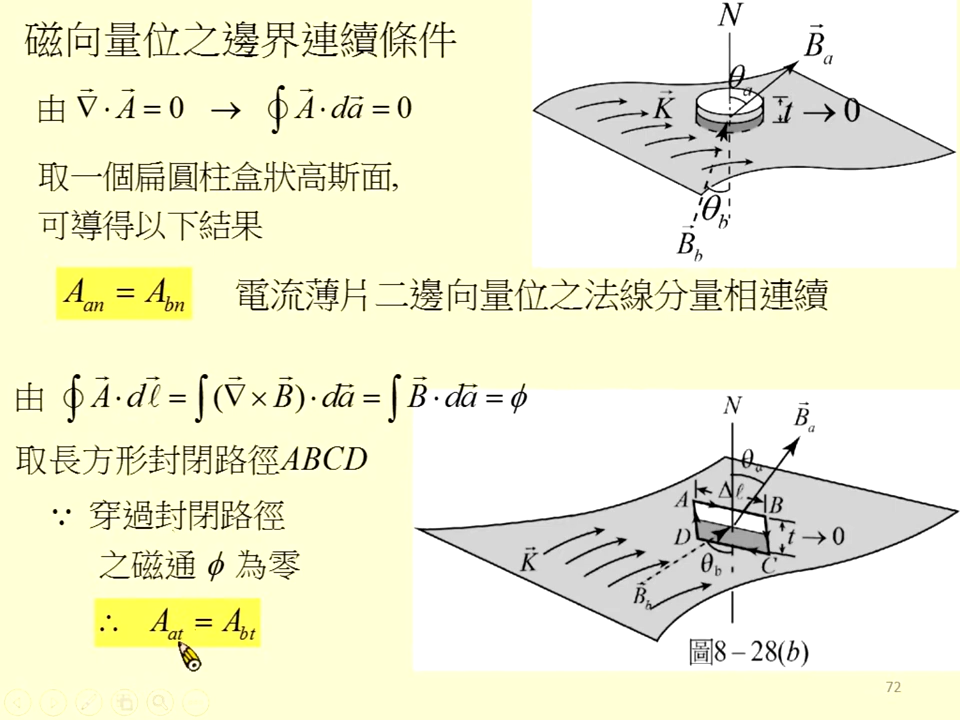 磁向量位之邊界連續條件
由 ∇⃗ · A⃗ = 0 → ∮ A⃗ · da⃗ = 0
取一個扁圓柱盒狀高斯面,
可導得以下結果
A_an = A_bn 電流薄片二邊向量位之法線分量相連續
N
B⃗_a
θ_a
K⃗
t → 0
θ_b
B⃗_b
由 ∮ A⃗ · dℓ⃗ = ∫(∇⃗ × B⃗) · da⃗ = ∫ B⃗ · da⃗ = ϕ
取長方形封閉路徑ABCD
∵ 穿過封閉路徑
之磁通 ϕ 為零
∴ A_at = A_bt
N
B⃗_a
θ_a
A Δℓ B
D t → 0
K⃗ θ_b C
B⃗_b
圖8－28(b)
72